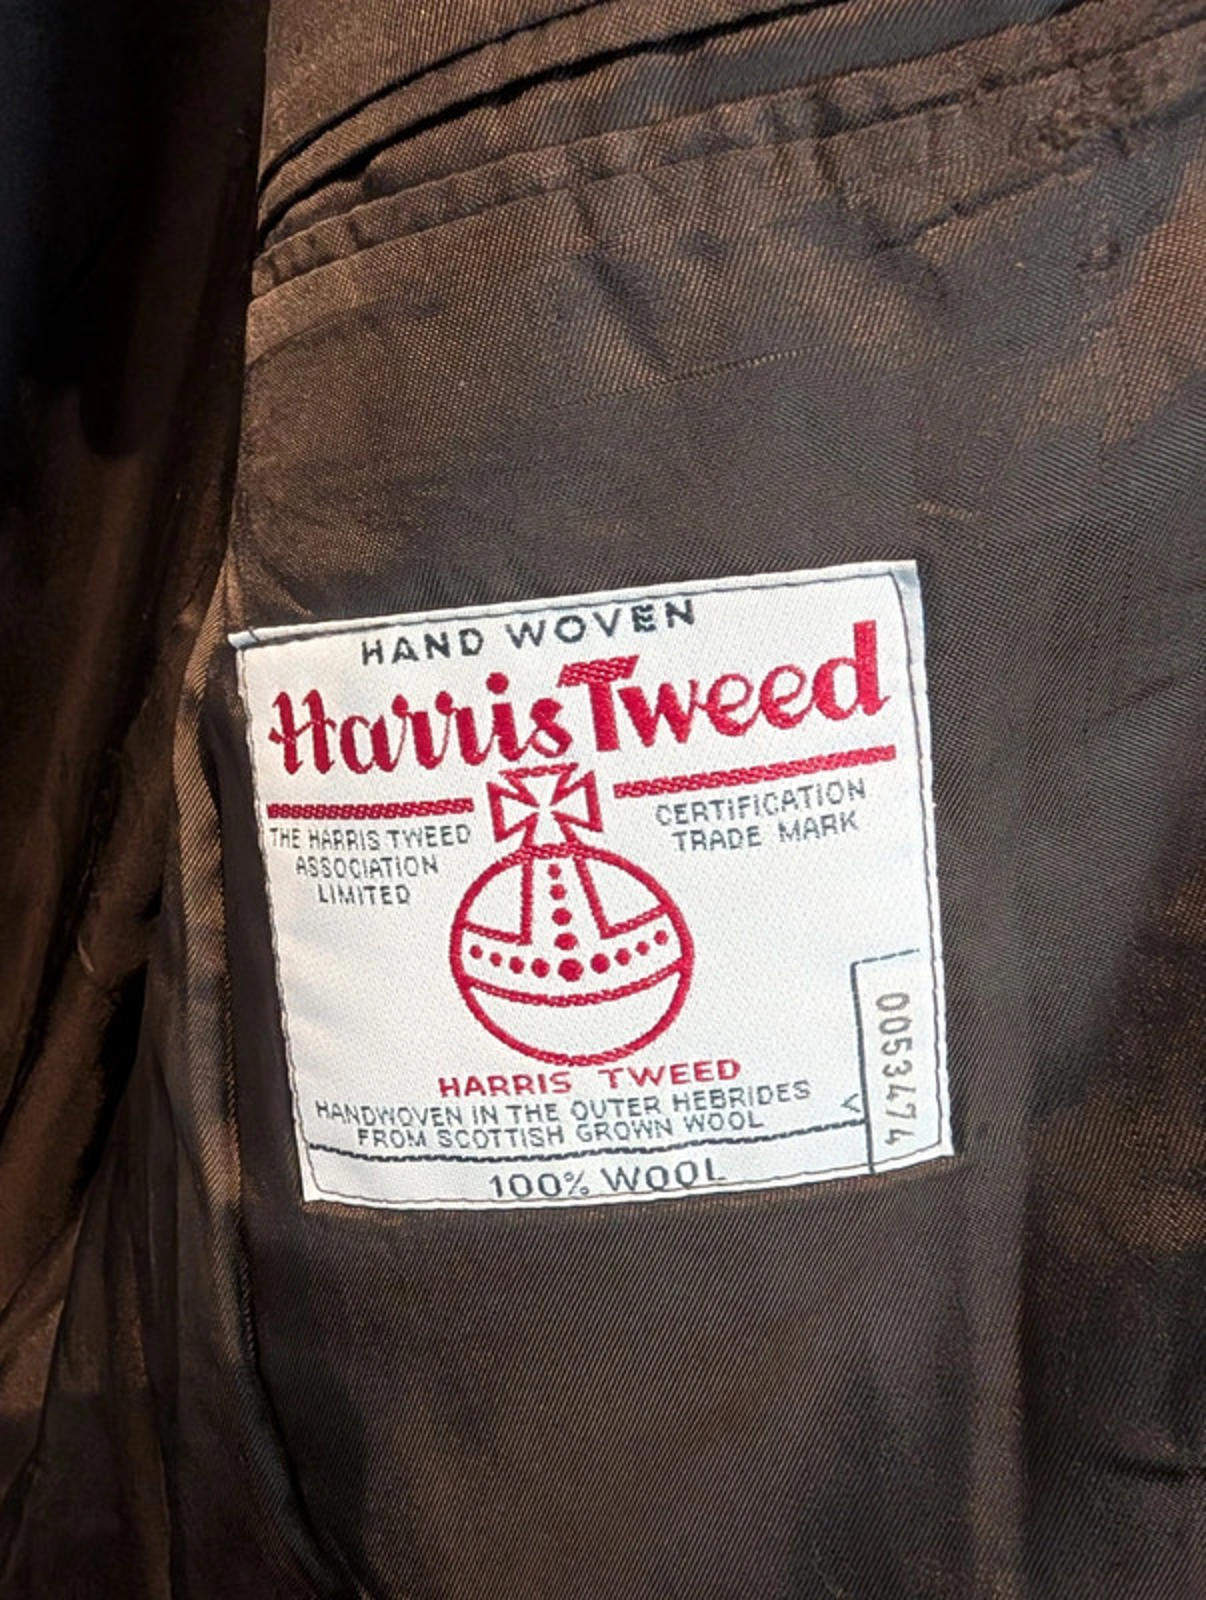 HAND WOVEN
Harris Tweed
THE HARRIS TWEED
ASSOCIATION
LIMITED
CERTIFICATION
TRADE MARK
HARRIS TWEED
HANDWOVEN IN THE OUTER HEBRIDES
FROM SCOTTISH GROWN WOOL
100% WOOL
0053474